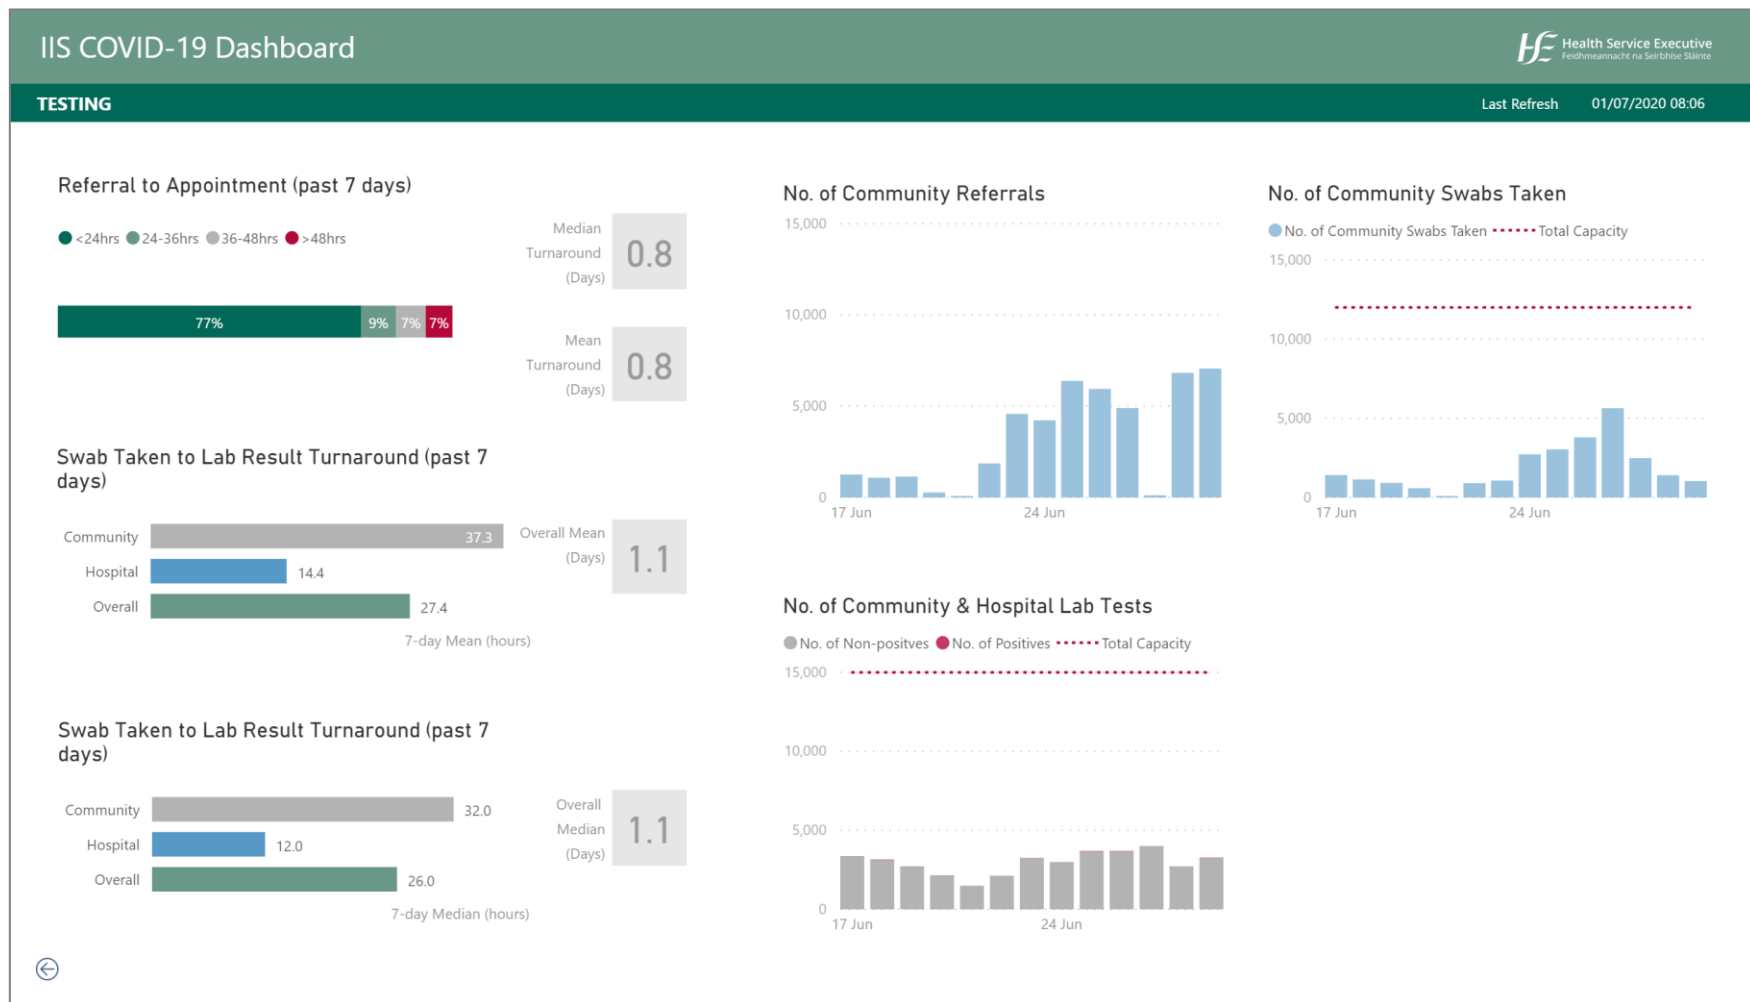 IIS COVID-19 Dashboard
Health Service Executive
Feidhmeannacht na Seirbhíse Sláinte
TESTING
Last Refresh 01/07/2020 08:06
Referral to Appointment (past 7 days)
<24hrs 24-36hrs 36-48hrs >48hrs
77% 9% 7% 7%
Median
Turnaround
(Days)
0.8
Mean
Turnaround
(Days)
0.8
Swab Taken to Lab Result Turnaround (past 7
days)
Community 37.3
Hospital 14.4
Overall 27.4
7-day Mean (hours)
Overall Mean
(Days)
1.1
Swab Taken to Lab Result Turnaround (past 7
days)
Community 32.0
Hospital 12.0
Overall 26.0
7-day Median (hours)
Overall
Median
(Days)
1.1
No. of Community Referrals
15,000
10,000
5,000
0
17 Jun 24 Jun
No. of Community Swabs Taken
No. of Community Swabs Taken Total Capacity
15,000
10,000
5,000
0
17 Jun 24 Jun
No. of Community & Hospital Lab Tests
No. of Non-positves No. of Positives Total Capacity
15,000
10,000
5,000
0
17 Jun 24 Jun